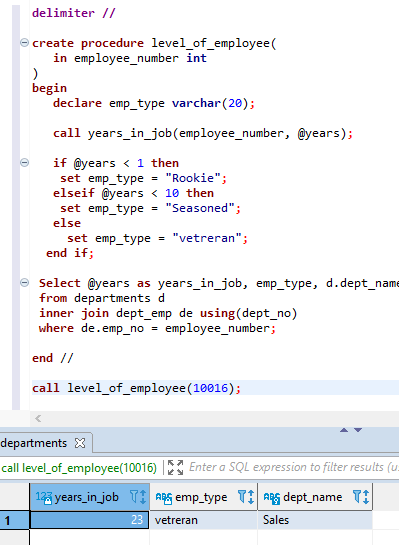 delimiter //
create procedure level_of_employee(
in employee_number int
)
begin
declare emp_type varchar(20);
call years_in_job(employee_number, @years);
if @years < 1 then
set emp_type = "Rookie";
elseif @years < 10 then
set emp_type = "Seasoned";
else
set emp_type = "vetreran";
end if;
Select @years as years_in_job, emp_type, d.dept_name
from departments d
inner join dept_emp de using(dept_no)
where de.emp_no = employee_number;
end //
call level_of_employee(10016);
departments
call level_of_employee(10016) Enter a SQL expression to filter results (u
123 years_in_job ABC emp_type ABC dept_name
1 23 vetreran Sales